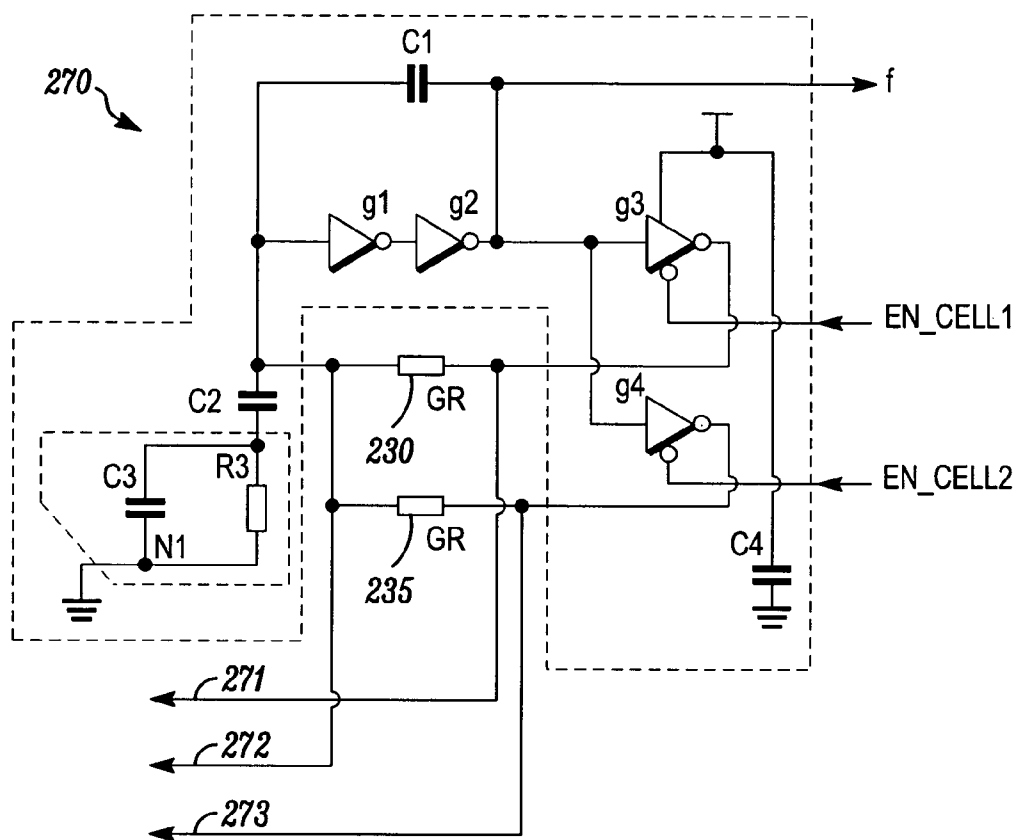 C1
270
f
g1
g2
g3
EN_CELL1
C2
GR
230
g4
C3
R3
EN_CELL2
GR
235
N1
C4
271
272
273